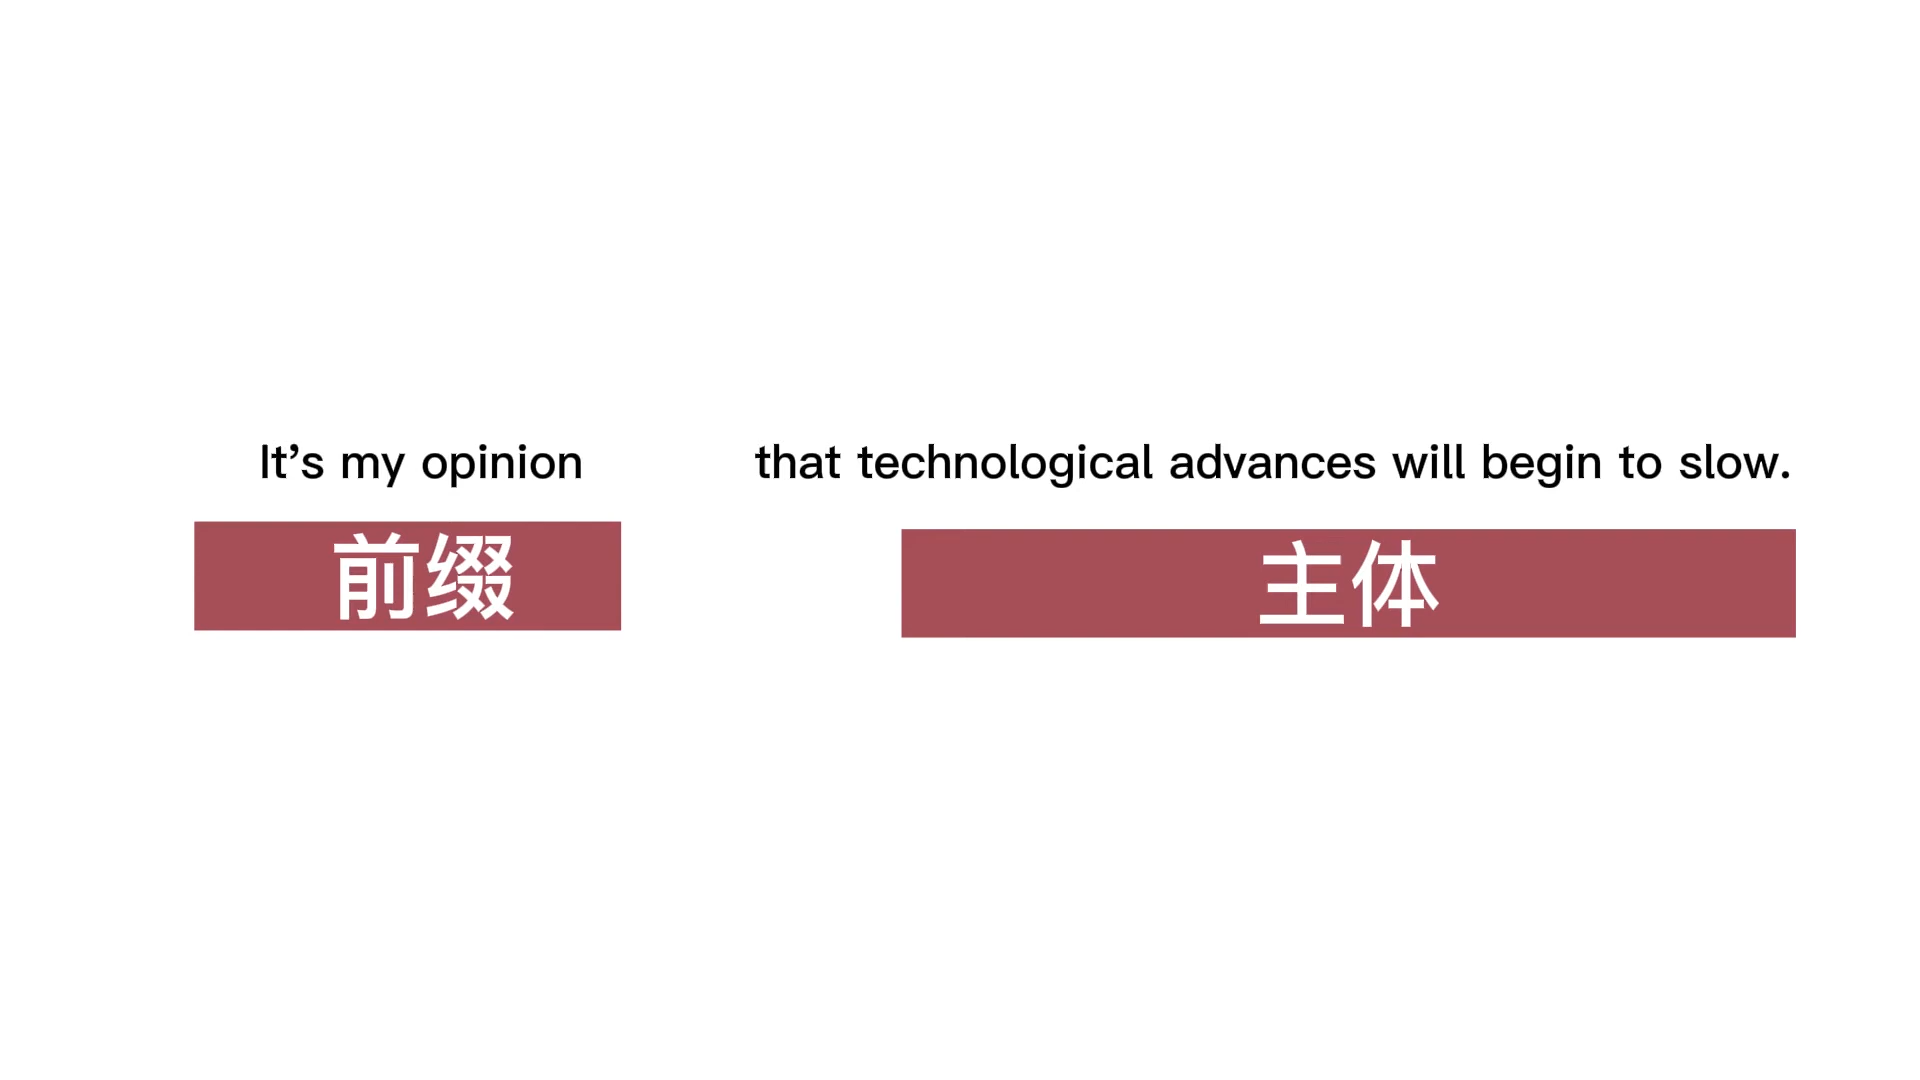 It’s my opinion that technological advances will begin to slow.
前缀 主体